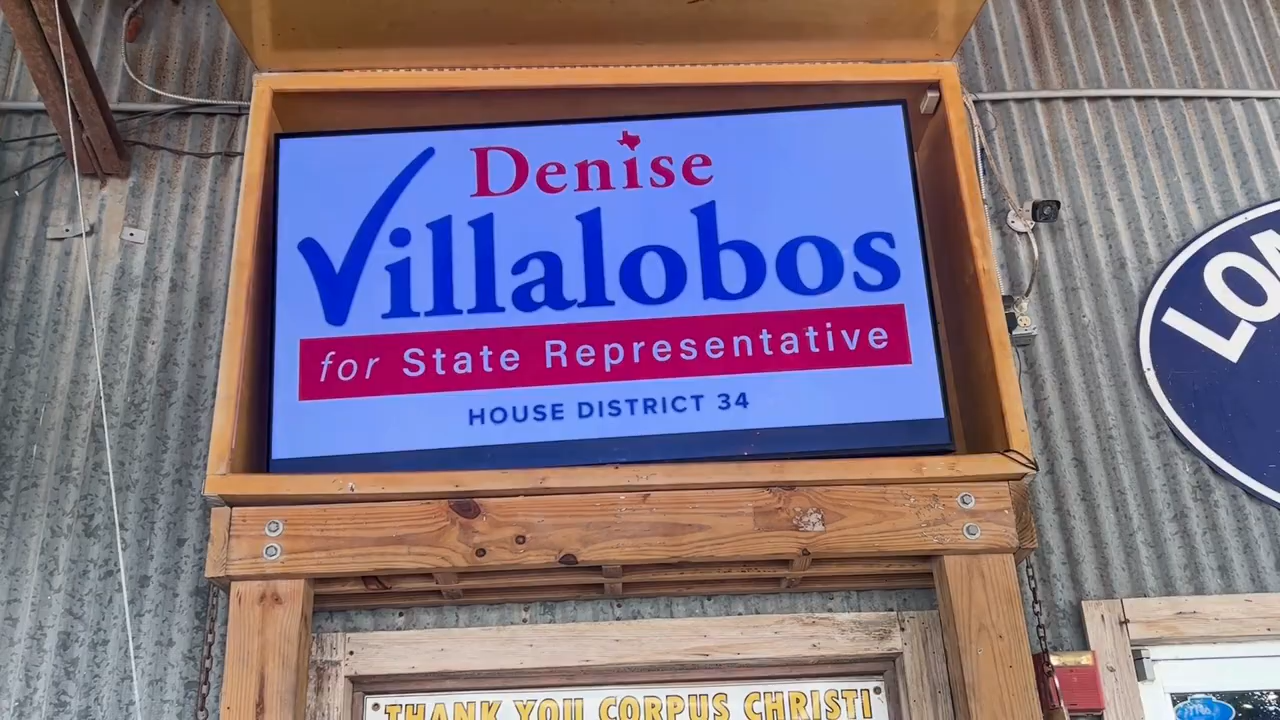 Denise
Villalobos
for State Representative
HOUSE DISTRICT 34
THANK YOU CORPUS CHRISTI